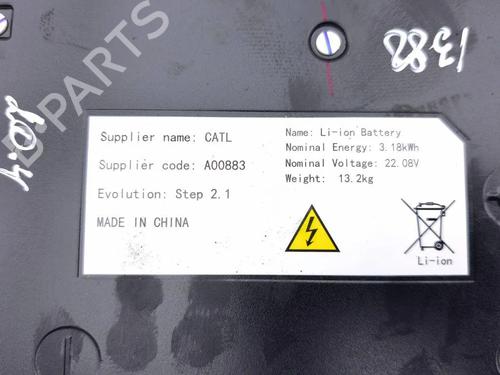 1388
B-PARTS
Supplier name: CATL
Supplier code: A00883
Evolution: Step 2.1
MADE IN CHINA
Name: Li-ion Battery
Nominal Energy: 3.18kWh
Nominal Voltage: 22.08V
Weight: 13.2kg
Li-ion